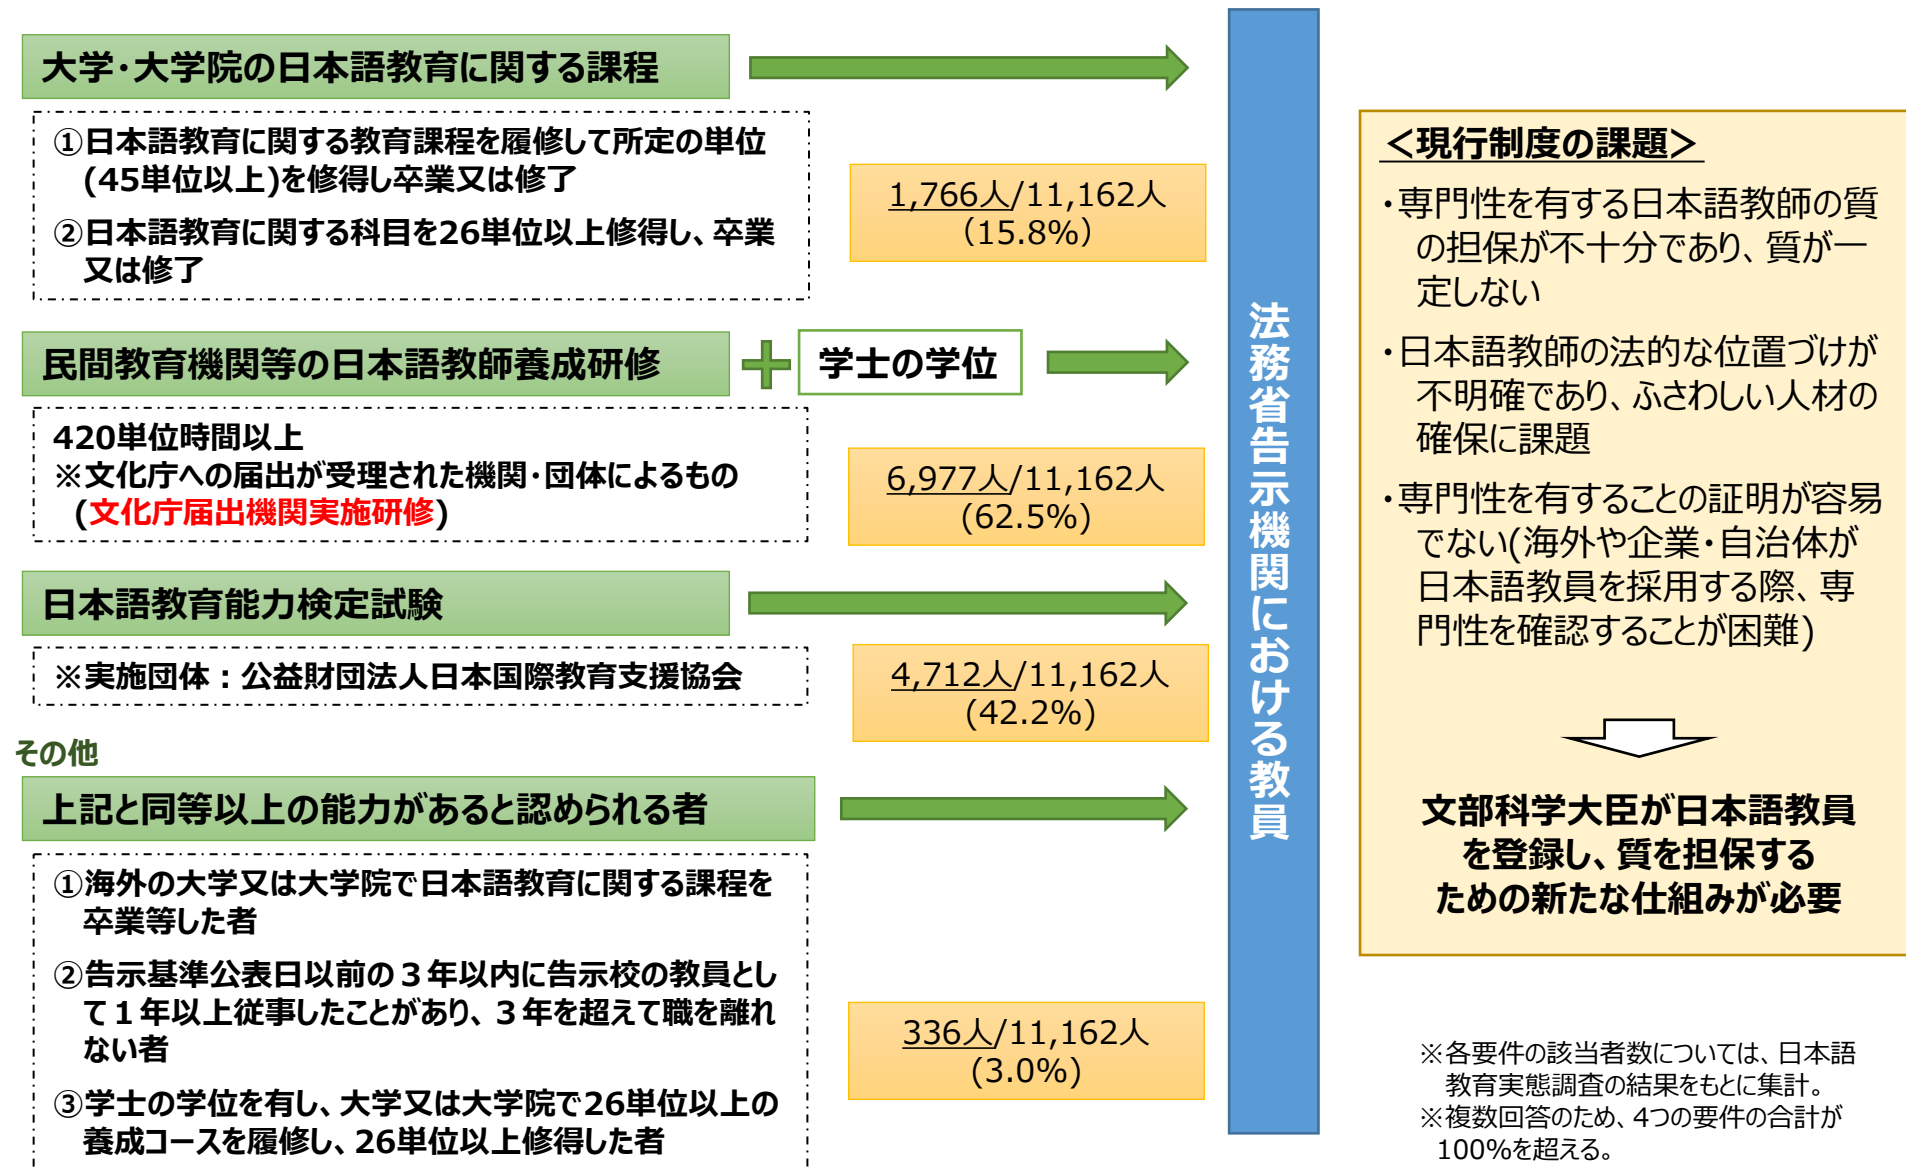 大学･大学院の日本語教育に関する課程
①日本語教育に関する教育課程を履修して所定の単位
(45単位以上)を修得し卒業又は修了
②日本語教育に関する科目を26単位以上修得し、卒業
又は修了
1,766人/11,162人
(15.8%)
民間教育機関等の日本語教師養成研修
学士の学位
420単位時間以上
※文化庁への届出が受理された機関･団体によるもの
(文化庁届出機関実施研修)
6,977人/11,162人
(62.5%)
日本語教育能力検定試験
※実施団体：公益財団法人日本国際教育支援協会
4,712人/11,162人
(42.2%)
その他
上記と同等以上の能力があると認められる者
①海外の大学又は大学院で日本語教育に関する課程を
卒業等した者
②告示基準公表日以前の３年以内に告示校の教員とし
て１年以上従事したことがあり、３年を超えて職を離れ
ない者
③学士の学位を有し、大学又は大学院で26単位以上の
養成コースを履修し、26単位以上修得した者
336人/11,162人
(3.0%)
法務省告示機関における教員
＜現行制度の課題＞
･専門性を有する日本語教師の質
の担保が不十分であり、質が一
定しない
･日本語教師の法的な位置づけが
不明確であり、ふさわしい人材の
確保に課題
･専門性を有することの証明が容易
でない(海外や企業･自治体が
日本語教員を採用する際、専
門性を確認することが困難)
文部科学大臣が日本語教員
を登録し、質を担保する
ための新たな仕組みが必要
※各要件の該当者数については、日本語
教育実態調査の結果をもとに集計。
※複数回答のため、4つの要件の合計が
100%を超える。